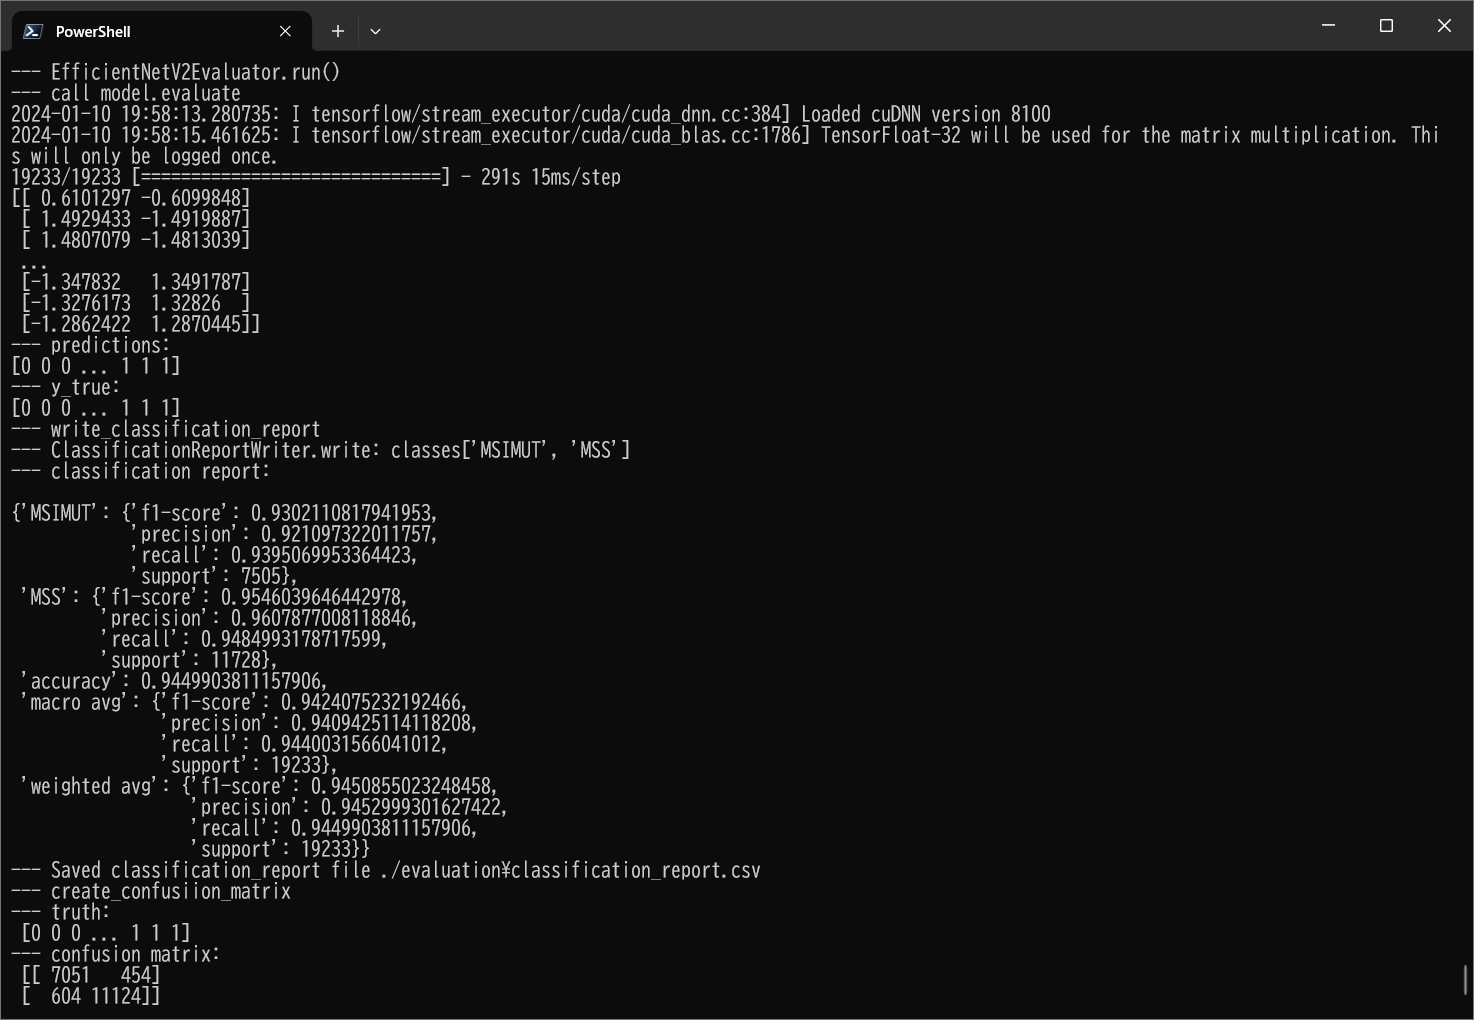 PowerShell
--- EfficientNetV2Evaluator.run()
--- call model.evaluate
2024-01-10 19:58:13.280735: I tensorflow/stream_executor/cuda/cuda_dnn.cc:384] Loaded cuDNN version 8100
2024-01-10 19:58:15.461625: I tensorflow/stream_executor/cuda/cuda_blas.cc:1786] TensorFloat-32 will be used for the matrix multiplication. Thi
s will only be logged once.
19233/19233 [==============================] - 291s 15ms/step
[[ 0.6101297 -0.6099848]
 [ 1.4929433 -1.4919887]
 [ 1.4807079 -1.4813039]
 ...
 [-1.347832   1.3491787]
 [-1.3276173  1.32826  ]
 [-1.2862422  1.2870445]]
--- predictions:
[0 0 0 ... 1 1 1]
--- y_true:
[0 0 0 ... 1 1 1]
--- write_classification_report
--- ClassificationReportWriter.write: classes['MSIMUT', 'MSS']
--- classification report:
{'MSIMUT': {'f1-score': 0.9302110817941953,
            'precision': 0.921097322011757,
            'recall': 0.9395069953364423,
            'support': 7505},
 'MSS': {'f1-score': 0.9546039646442978,
         'precision': 0.9607877008118846,
         'recall': 0.9484993178717599,
         'support': 11728},
 'accuracy': 0.9449903811157906,
 'macro avg': {'f1-score': 0.9424075232192466,
               'precision': 0.9409425114118208,
               'recall': 0.9440031566041012,
               'support': 19233},
 'weighted avg': {'f1-score': 0.9450855023248458,
                  'precision': 0.9452999301627422,
                  'recall': 0.9449903811157906,
                  'support': 19233}}
--- Saved classification_report file ./evaluation¥classification_report.csv
--- create_confusiion_matrix
--- truth:
 [0 0 0 ... 1 1 1]
--- confusion matrix:
 [[ 7051   454]
 [  604 11124]]